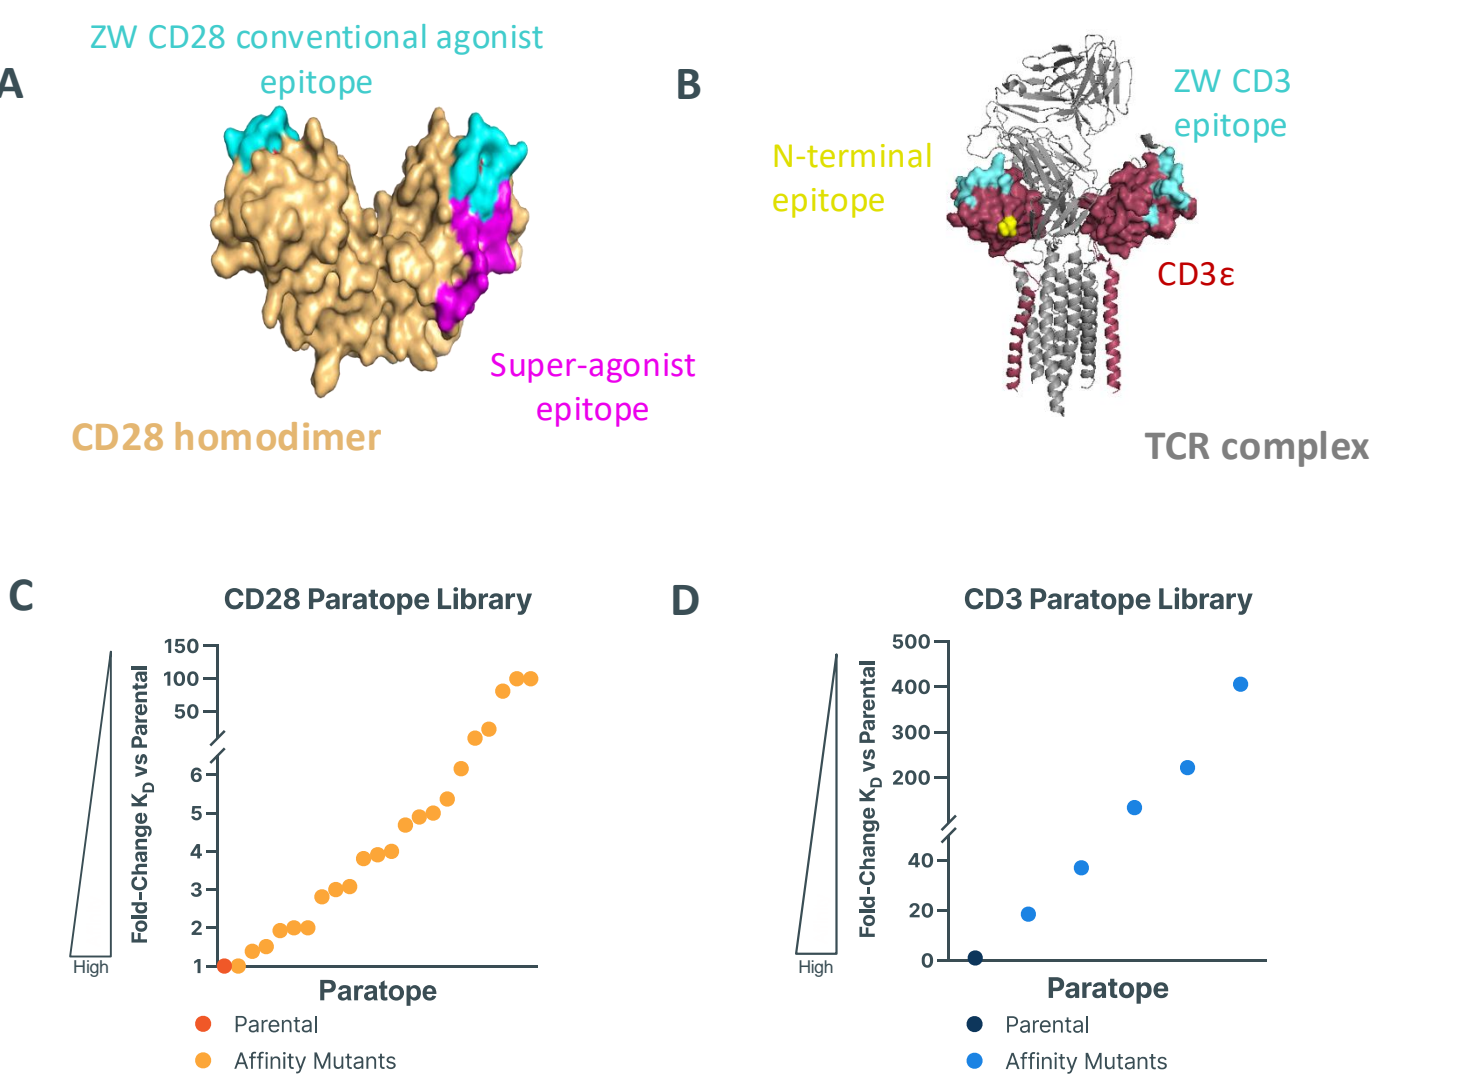 A
ZW CD28 conventional agonist
epitope
Super-agonist
epitope
CD28 homodimer
B
ZW CD3
epitope
N-terminal
epitope
CD3ε
TCR complex
C
CD28 Paratope Library
High
Fold-Change KD vs Parental
150
100
50
6
5
4
3
2
1
Paratope
Parental
Affinity Mutants
D
CD3 Paratope Library
High
Fold-Change KD vs Parental
500
400
300
200
40
20
0
Paratope
Parental
Affinity Mutants